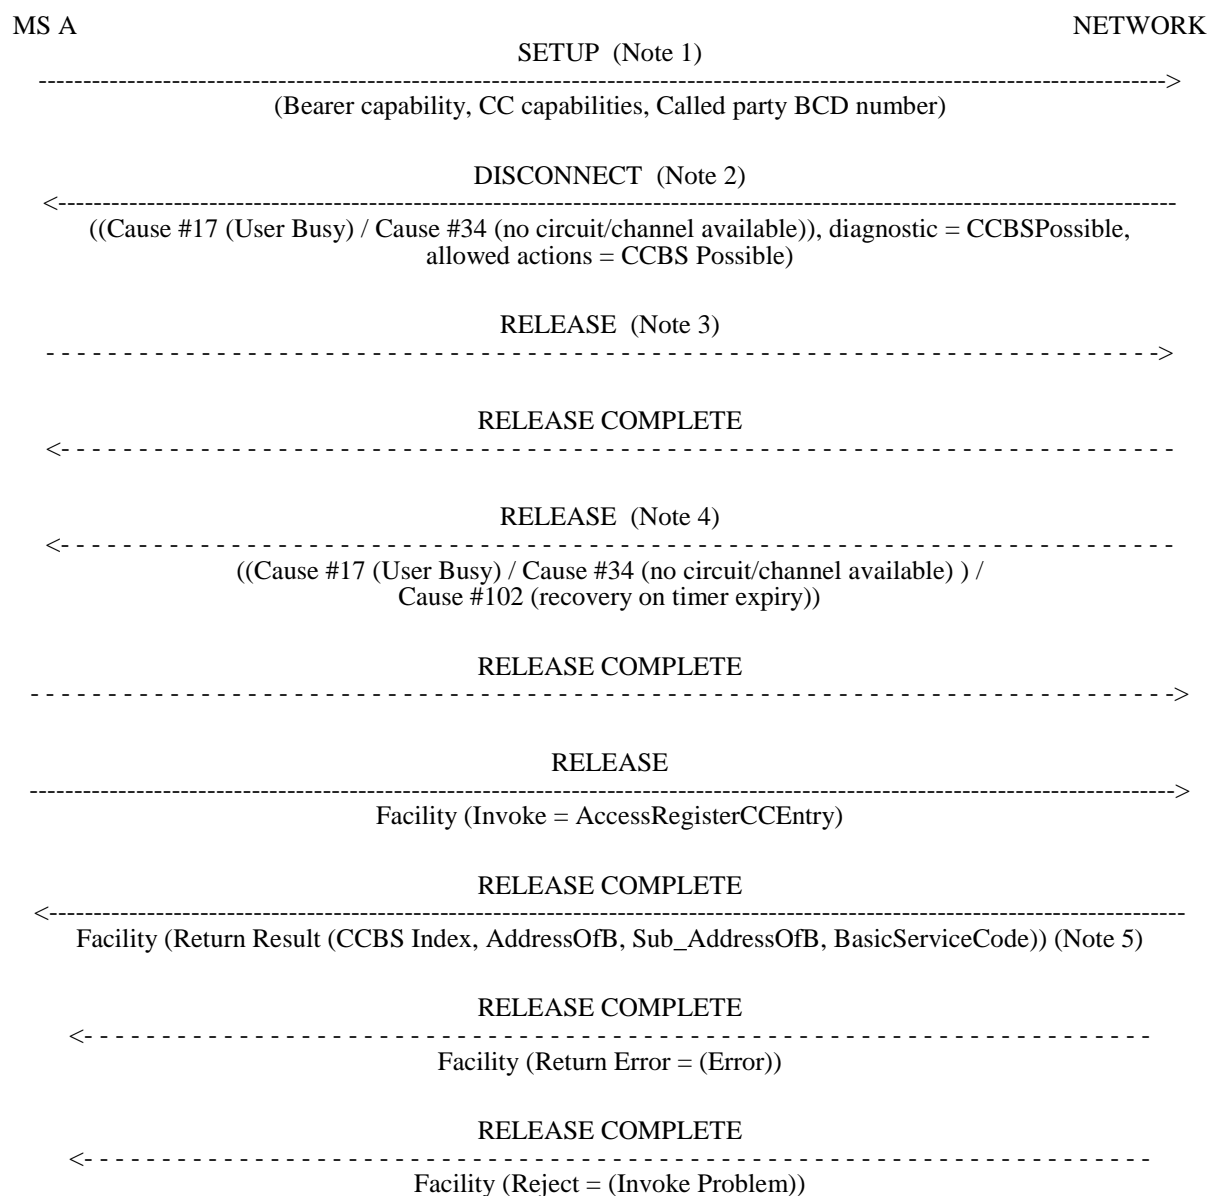 MS A NETWORK
SETUP (Note 1)
----------------------------------------------------------------------------------------------------------------------------->
(Bearer capability, CC capabilities, Called party BCD number)
DISCONNECT (Note 2)
<-----------------------------------------------------------------------------------------------------------------------------
((Cause #17 (User Busy) / Cause #34 (no circuit/channel available)), diagnostic = CCBSPossible,
allowed actions = CCBS Possible)
RELEASE (Note 3)
- - - - - - - - - - - - - - - - - - - - - - - - - - - - - - - - - - - - - - - - - - - - - - - - - - - - - - - - - - - - - - - - - - - - - - - - ->
RELEASE COMPLETE
<- - - - - - - - - - - - - - - - - - - - - - - - - - - - - - - - - - - - - - - - - - - - - - - - - - - - - - - - - - - - - - - - - - - - - - - - -
RELEASE (Note 4)
<- - - - - - - - - - - - - - - - - - - - - - - - - - - - - - - - - - - - - - - - - - - - - - - - - - - - - - - - - - - - - - - - - - - - - - - - -
((Cause #17 (User Busy) / Cause #34 (no circuit/channel available) ) /
Cause #102 (recovery on timer expiry))
RELEASE COMPLETE
- - - - - - - - - - - - - - - - - - - - - - - - - - - - - - - - - - - - - - - - - - - - - - - - - - - - - - - - - - - - - - - - - - - - - - - - - ->
RELEASE
-------------------------------------------------------------------------------------------------------------------------------->
Facility (Invoke = AccessRegisterCCEntry)
RELEASE COMPLETE
<-------------------------------------------------------------------------------------------------------------------------------
Facility (Return Result (CCBS Index, AddressOfB, Sub_AddressOfB, BasicServiceCode)) (Note 5)
RELEASE COMPLETE
<- - - - - - - - - - - - - - - - - - - - - - - - - - - - - - - - - - - - - - - - - - - - - - - - - - - - - - - - - - - - - - - - - - - - - -
Facility (Return Error = (Error))
RELEASE COMPLETE
<- - - - - - - - - - - - - - - - - - - - - - - - - - - - - - - - - - - - - - - - - - - - - - - - - - - - - - - - - - - - - - - - - - - - - -
Facility (Reject = (Invoke Problem))